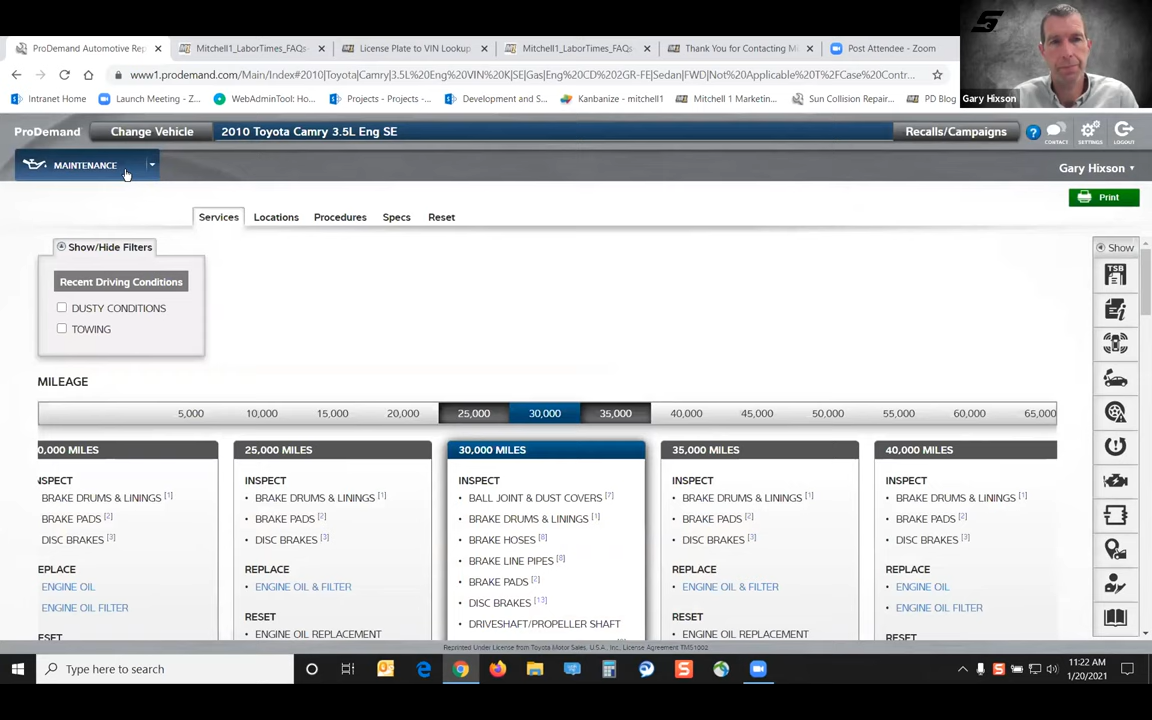 ProDemand Automotive Rep
Mitchell1_LaborTimes_FAQs-
License Plate to VIN Lookup
Mitchell1_LaborTimes_FAQs-
Thank You for Contacting M
Post Attendee - Zoom
www1.prodemand.com/Main/Index#2010|Toyota|Camry|3.5L%20Eng%20VIN%20K|SE|Gas|Eng%20CD%202GR-FE|Sedan|FWD|Not%20Applicable%20T%2FCase%20Contr...
Intranet Home
Launch Meeting - Z...
WebAdminTool: Ho...
Projects - Projects -...
Development and S...
Kanbanize - mitchell1
Mitchell 1 Marketin...
Sun Collision Repair...
PD Blog
Gary Hixson
ProDemand
Change Vehicle
2010 Toyota Camry 3.5L Eng SE
Recalls/Campaigns
?
CONTACT
SETTINGS
LOGOUT
MAINTENANCE
Gary Hixson
Print
Services
Locations
Procedures
Specs
Reset
Show/Hide Filters
Show
Recent Driving Conditions
TSB
DUSTY CONDITIONS
TOWING
MILEAGE
5,000
10,000
15,000
20,000
25,000
30,000
35,000
40,000
45,000
50,000
55,000
60,000
65,000
0,000 MILES
NSPECT
BRAKE DRUMS & LININGS [1]
BRAKE PADS [2]
DISC BRAKES [3]
EPLACE
ENGINE OIL
ENGINE OIL FILTER
ESET
25,000 MILES
INSPECT
• BRAKE DRUMS & LININGS [1]
• BRAKE PADS [2]
• DISC BRAKES [3]
REPLACE
• ENGINE OIL & FILTER
RESET
• ENGINE OIL REPLACEMENT
30,000 MILES
INSPECT
• BALL JOINT & DUST COVERS [7]
• BRAKE DRUMS & LININGS [1]
• BRAKE HOSES [8]
• BRAKE LINE PIPES [8]
• BRAKE PADS [2]
• DISC BRAKES [13]
• DRIVESHAFT/PROPELLER SHAFT
35,000 MILES
INSPECT
• BRAKE DRUMS & LININGS [1]
• BRAKE PADS [2]
• DISC BRAKES [3]
REPLACE
• ENGINE OIL & FILTER
RESET
• ENGINE OIL REPLACEMENT
40,000 MILES
INSPECT
• BRAKE DRUMS & LININGS [1]
• BRAKE PADS [2]
• DISC BRAKES [3]
REPLACE
• ENGINE OIL
• ENGINE OIL FILTER
RESET
Reprinted Under License from Toyota Motor Sales, U.S.A., Inc., License Agreement TMS1002
Type here to search
11:22 AM
1/20/2021